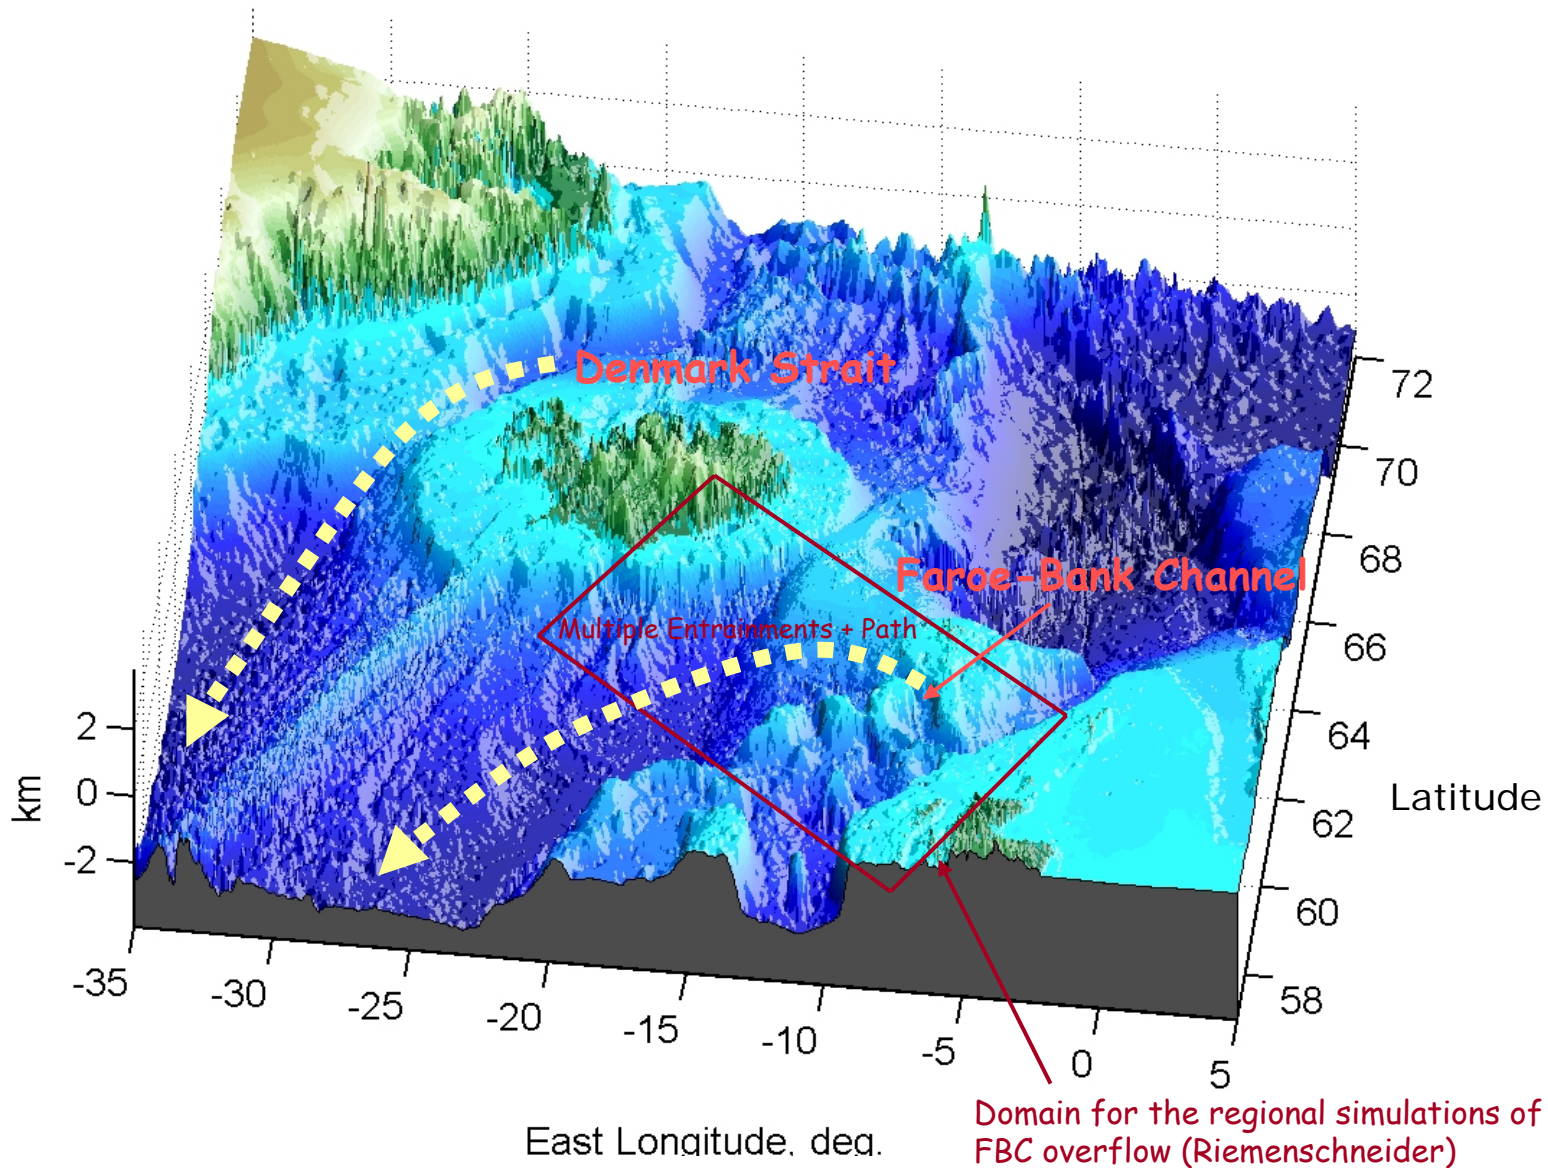 Denmark Strait
72
70
68
Faroe-Bank Channel
Multiple Entrainments + Path
66
64
2
0
-2
km
Latitude
62
60
58
-35
-30
-25
-20
-15
-10
-5
0
5
Domain for the regional simulations of
FBC overflow (Riemenschneider)
East Longitude, deg.